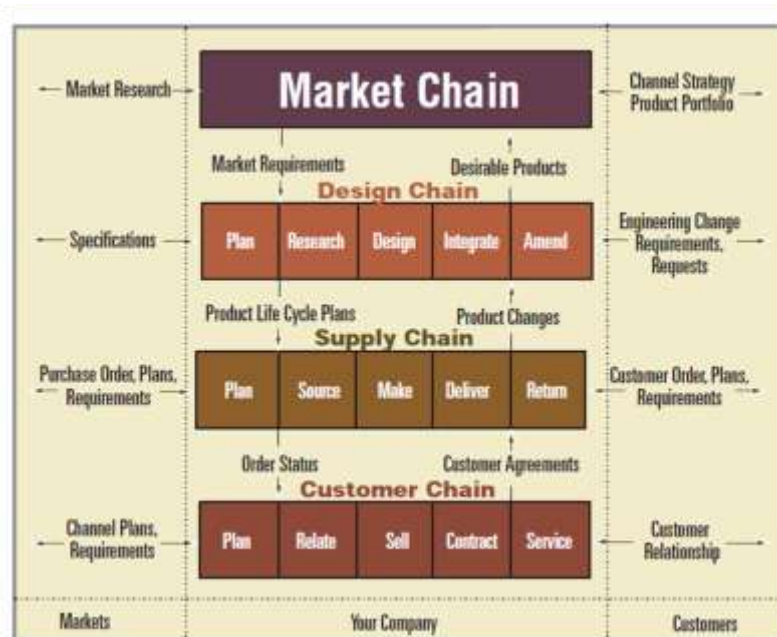 Market Chain
Market Research
Channel Strategy
Product Portfolio
Market Requirements
Desirable Products
Design Chain
Specifications
Plan Research Design Integrate Amend
Engineering Change
Requirements,
Requests
Product Life Cycle Plans
Product Changes
Supply Chain
Purchase Order, Plans,
Requirements
Plan Source Make Deliver Return
Customer Order, Plans,
Requirements
Order Status
Customer Agreements
Customer Chain
Channel Plans,
Requirements
Plan Relate Sell Contract Service
Customer
Relationship
Markets
Your Company
Customers